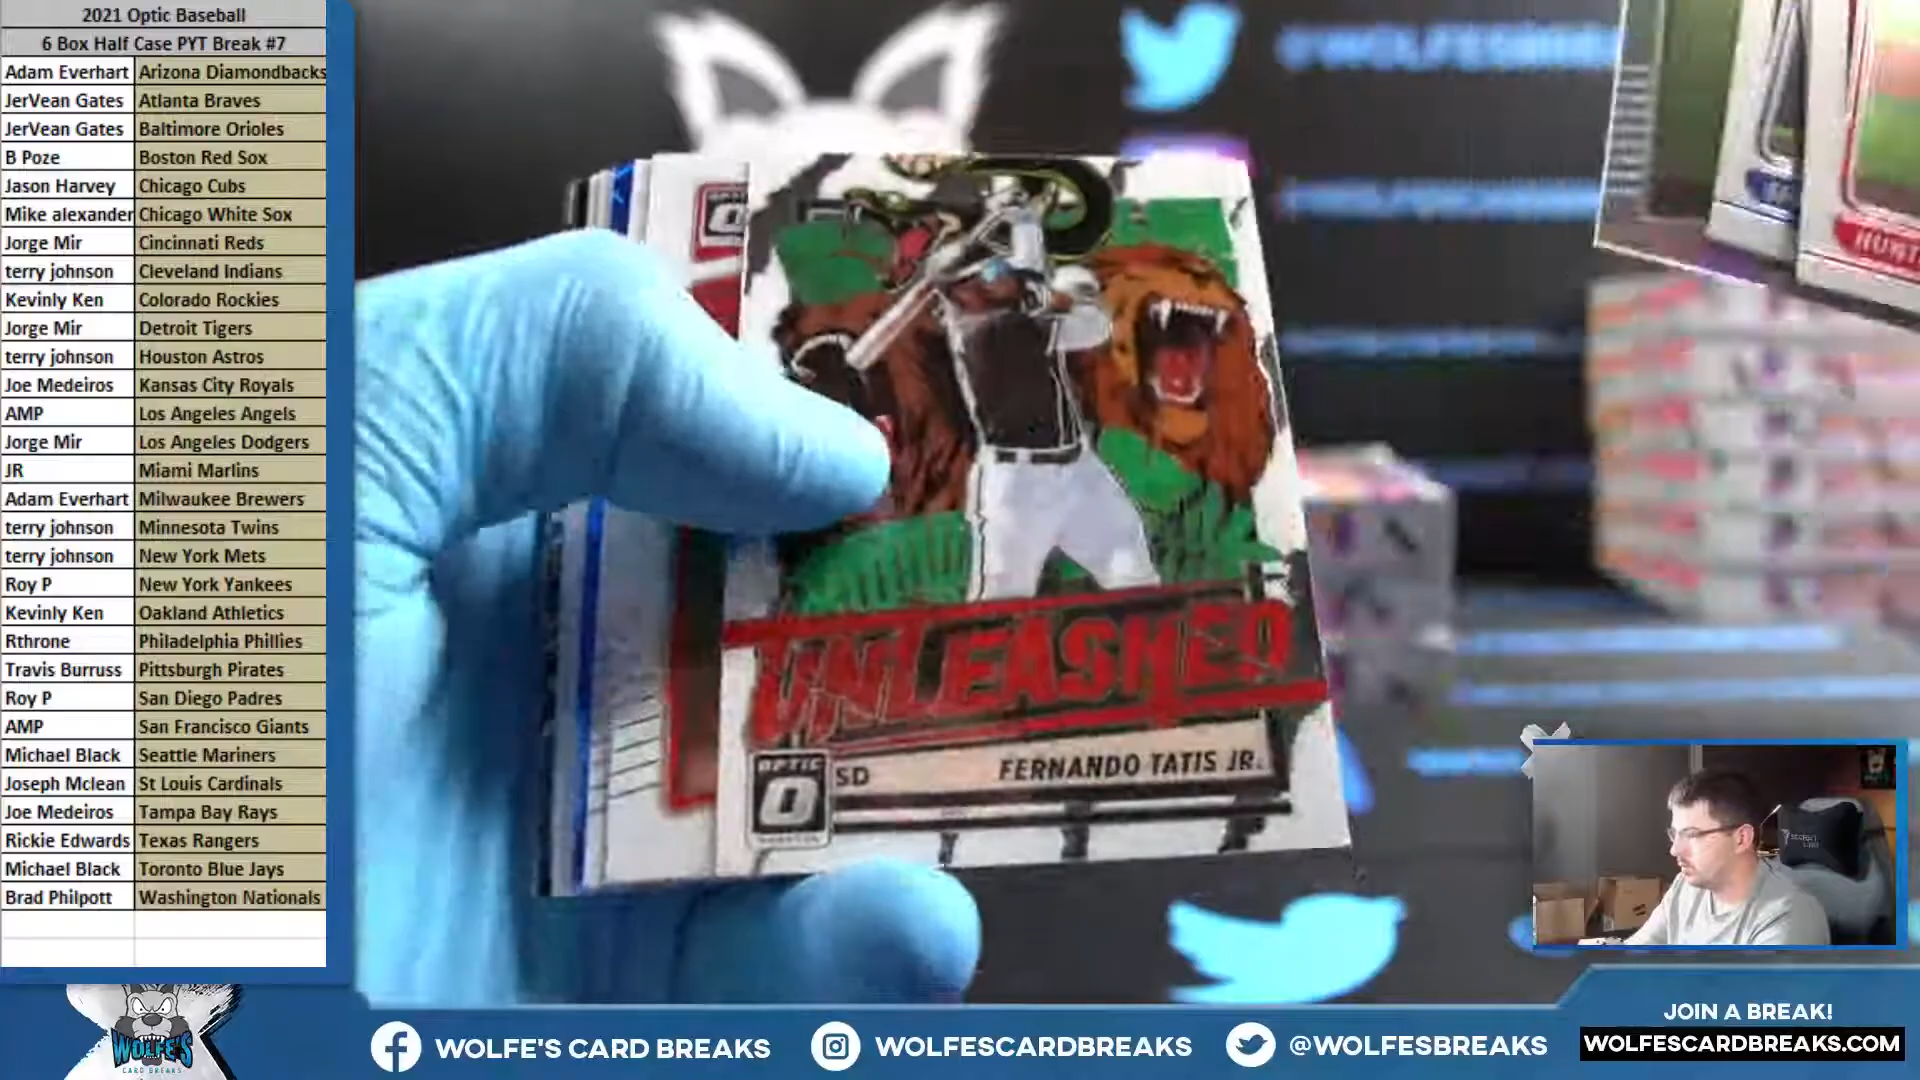 2021 Optic Baseball
6 Box Half Case PYT Break #7
Adam Everhart Arizona Diamondbacks
JerVean Gates Atlanta Braves
JerVean Gates Baltimore Orioles
B Poze Boston Red Sox
Jason Harvey Chicago Cubs
Mike alexander Chicago White Sox
Jorge Mir Cincinnati Reds
terry johnson Cleveland Indians
Kevinly Ken Colorado Rockies
Jorge Mir Detroit Tigers
terry johnson Houston Astros
Joe Medeiros Kansas City Royals
AMP Los Angeles Angels
Jorge Mir Los Angeles Dodgers
JR Miami Marlins
Adam Everhart Milwaukee Brewers
terry johnson Minnesota Twins
terry johnson New York Mets
Roy P New York Yankees
Kevinly Ken Oakland Athletics
Rthrone Philadelphia Phillies
Travis Burruss Pittsburgh Pirates
Roy P San Diego Padres
AMP San Francisco Giants
Michael Black Seattle Mariners
Joseph Mclean St Louis Cardinals
Joe Medeiros Tampa Bay Rays
Rickie Edwards Texas Rangers
Michael Black Toronto Blue Jays
Brad Philpott Washington Nationals
UNLEASHED
OPTIC
SD FERNANDO TATIS JR.
WOLFE'S
CARD BREAKS
WOLFE'S CARD BREAKS
WOLFESCARDBREAKS
@WOLFESBREAKS
JOIN A BREAK!
WOLFESCARDBREAKS.COM